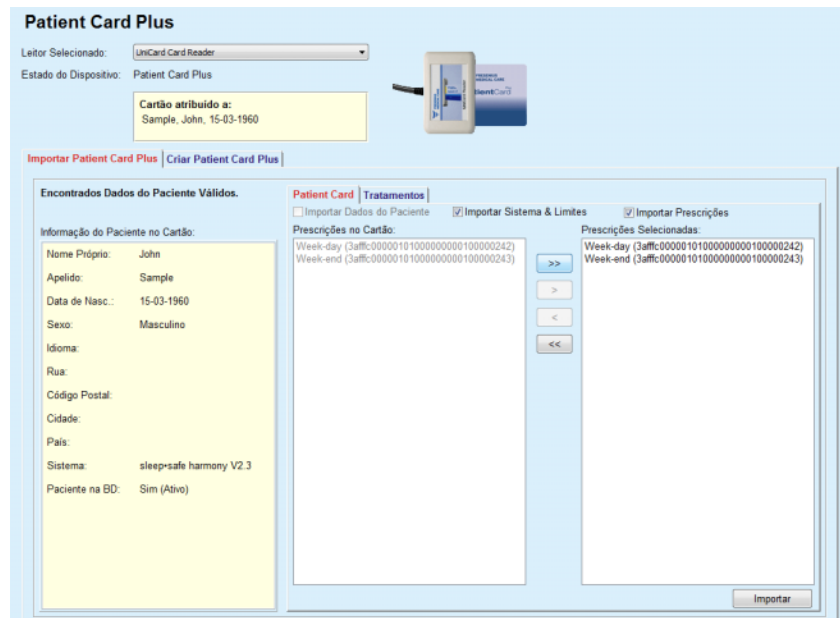 Patient Card Plus
Leitor Selecionado: UniCard Card Reader
Estado do Dispositivo: Patient Card Plus
Cartão atribuído a:
Sample, John, 15-03-1960
Importar Patient Card Plus Criar Patient Card Plus
Encontrados Dados do Paciente Válidos.
Informação do Paciente no Cartão:
Nome Próprio: John
Apelido: Sample
Data de Nasc.: 15-03-1960
Sexo: Masculino
Idioma:
Rua:
Código Postal:
Cidade:
País:
Sistema: sleep•safe harmony V2.3
Paciente na BD: Sim (Ativo)
Patient Card Tratamentos
Importar Dados do Paciente Importar Sistema & Limites Importar Prescrições
Prescrições no Cartão:
Week-day (3afffc00000101000000000100000242)
Week-end (3afffc00000101000000000100000243)
>>
>
<
<<
Prescrições Selecionadas:
Week-day (3afffc00000101000000000100000242)
Week-end (3afffc00000101000000000100000243)
Importar